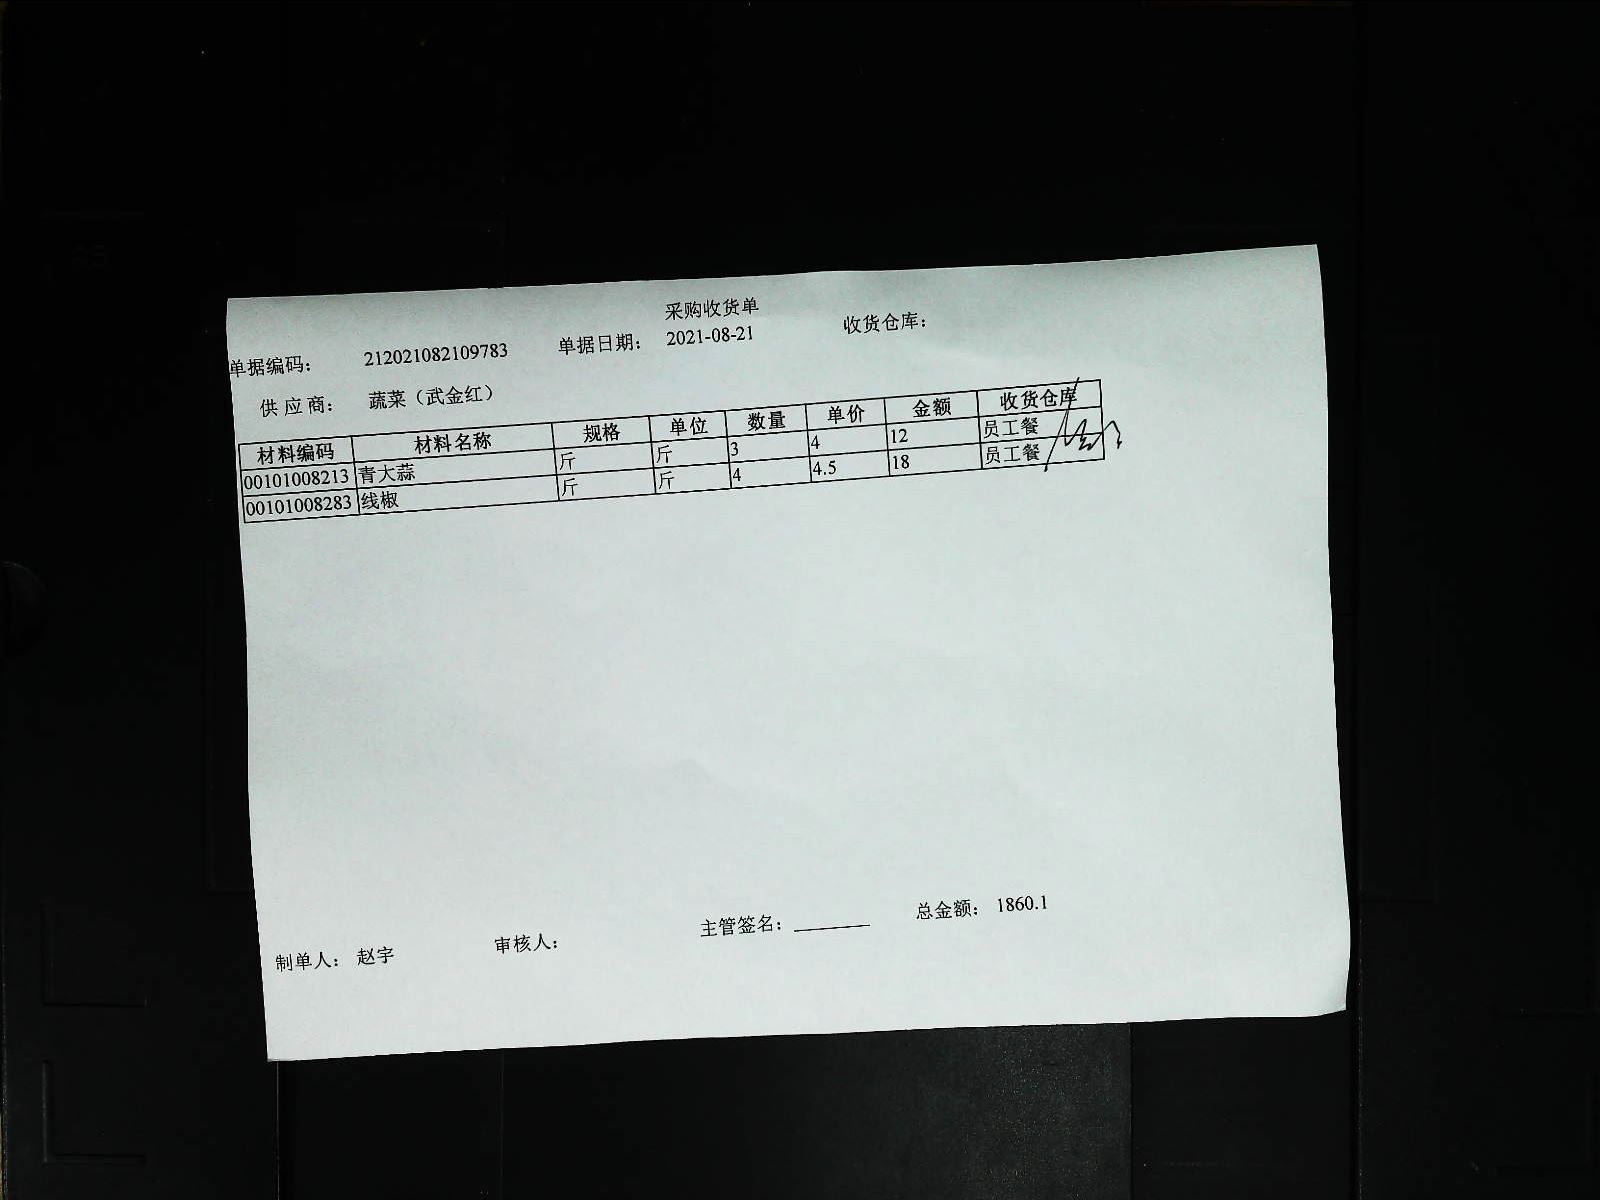 采购收货单
单据编码： 212021082109783 单据日期： 2021-08-21 收货仓库：
供 应 商： 蔬菜（武金红）
材料编码 材料名称 规格 单位 数量 单价 金额 收货仓库
00101008213 青大蒜 斤 斤 3 4 12 员工餐
00101008283 线椒 斤 斤 4 4.5 18 员工餐
制单人： 赵宇 审核人： 主管签名： 总金额： 1860.1